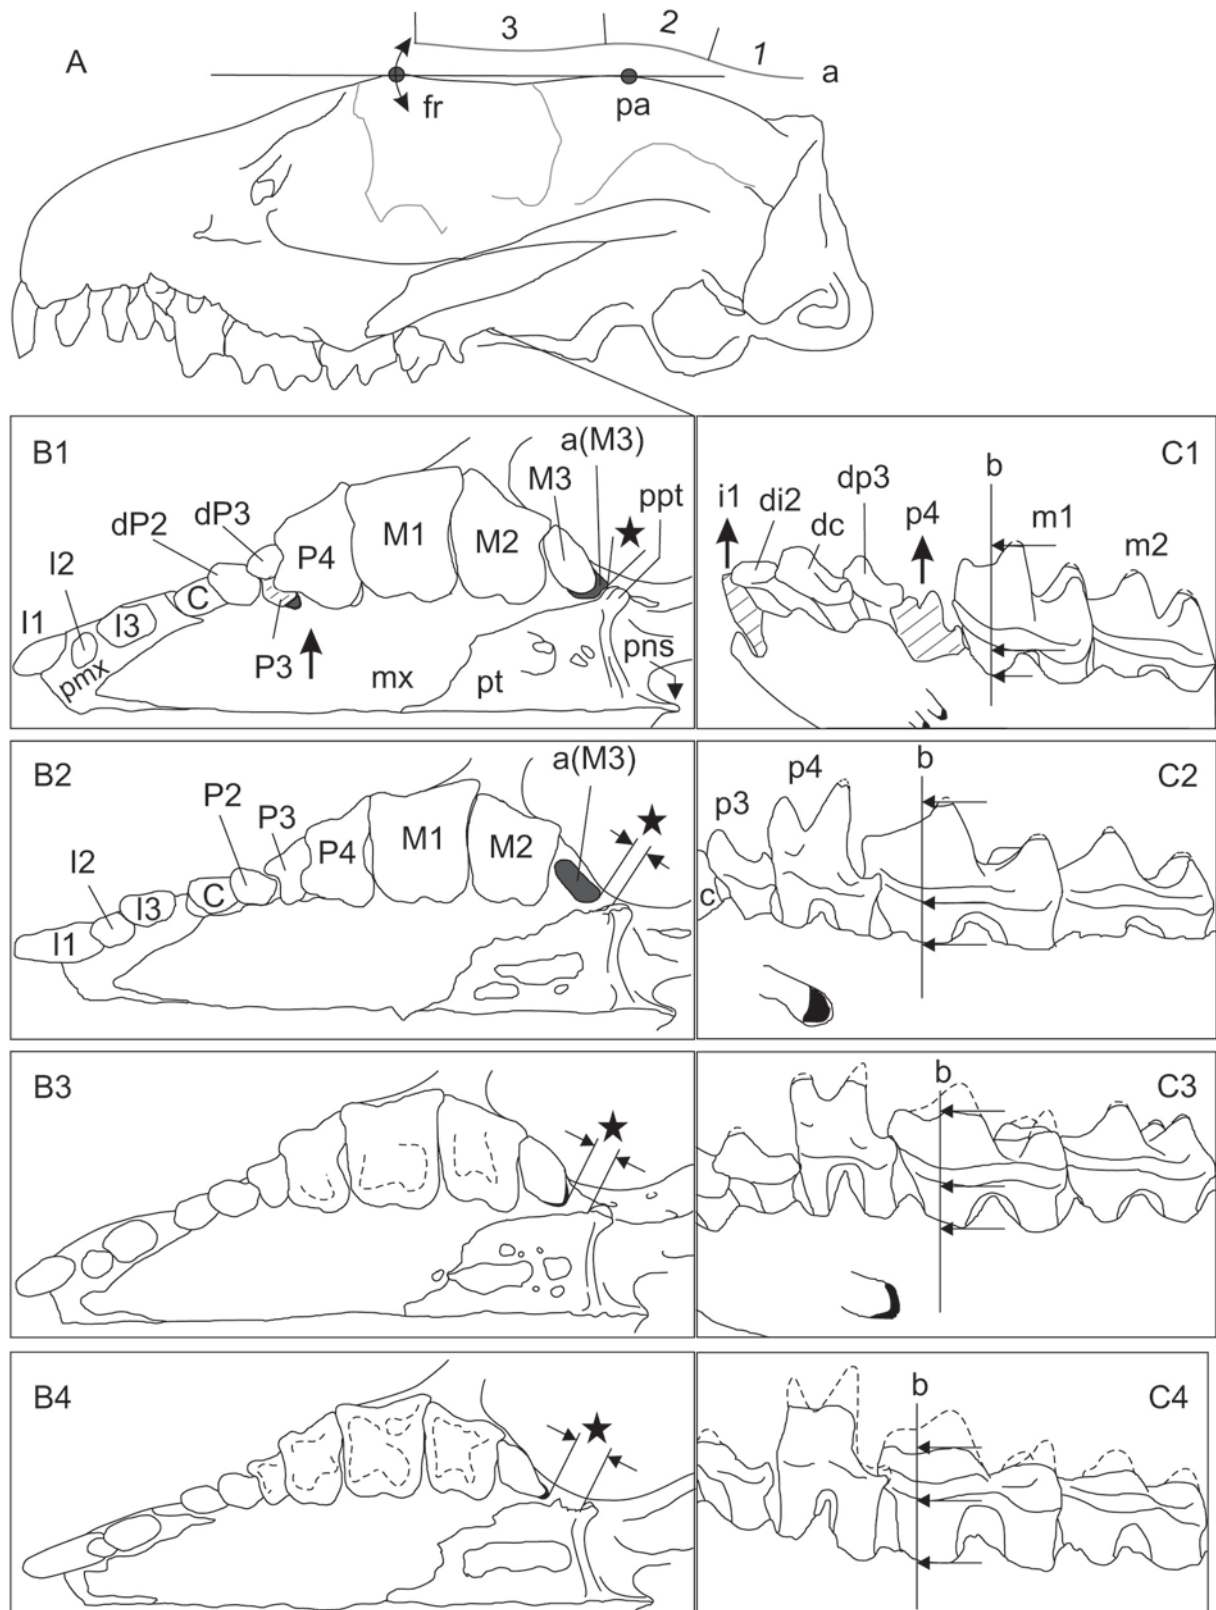 A
3
2
1
a
fr
pa
B1
a(M3)
M3
ppt
dP3
dP2
P4
M1
M2
I2
I1
I3
C
pmx
P3
mx
pt
pns
C1
b
i1
di2
dp3
dc
p4
m1
m2
B2
a(M3)
P2
P3
P4
M1
M2
I2
I3
C
I1
C2
b
p4
p3
c
B3
C3
b
B4
C4
b